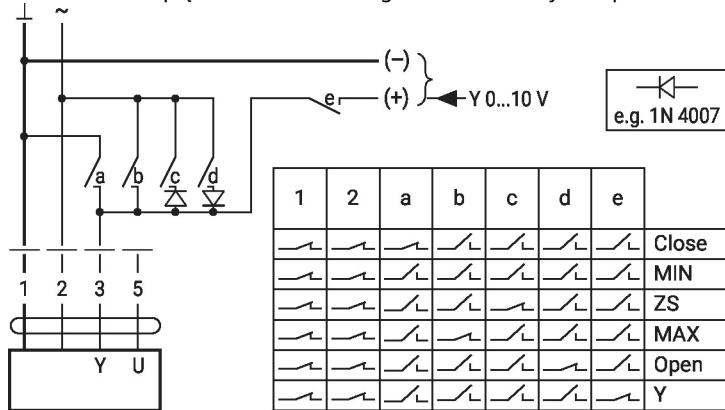 ⊥ ~
(–)
e (+) Y 0...10 V
e.g. 1N 4007
a b c d
1 2 a b c d e
Close
MIN
1 2 3 5
ZS
MAX
Y U
Open
Y